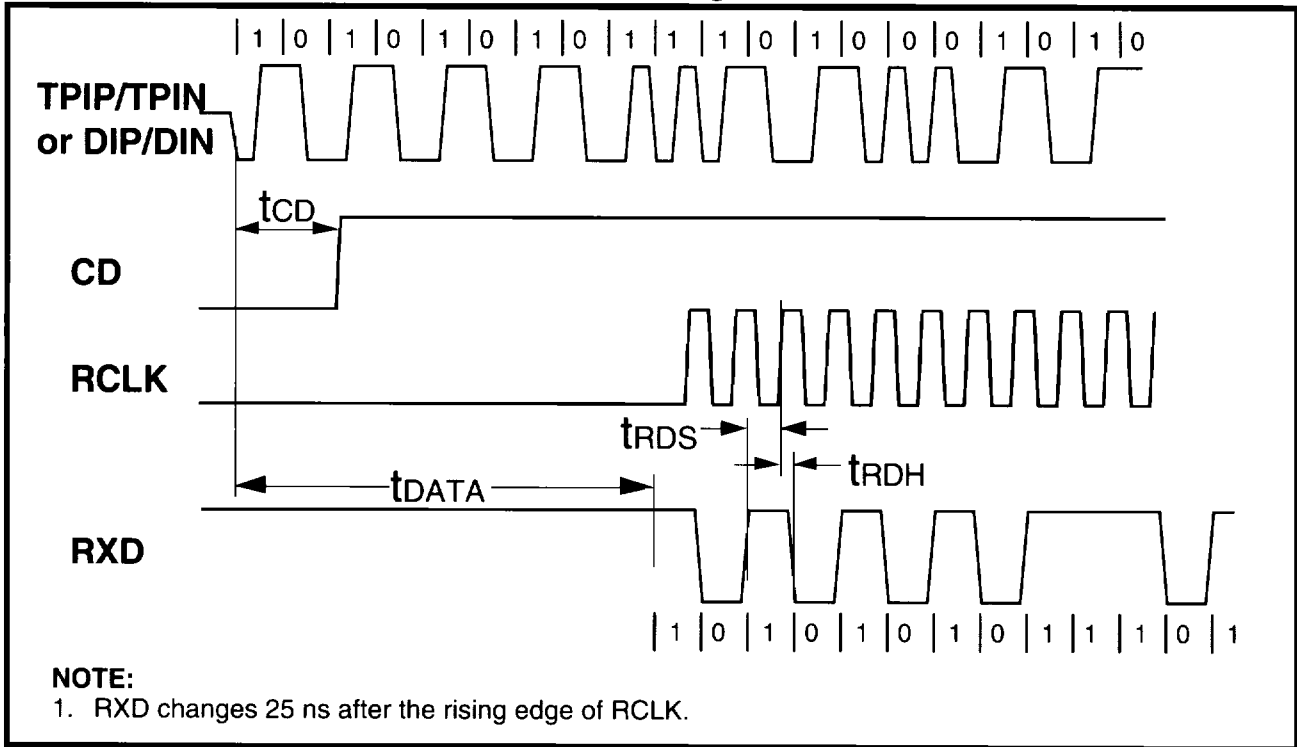 | 1 | 0 | 1 | 0 | 1 | 0 | 1 | 0 | 1 | 1 | 1 | 0 | 1 | 0 | 0 | 0 | 1 | 0 | 1 | 0
TPIP/TPIN
or DIP/DIN
tCD
CD
RCLK
tRDS
tRDH
tDATA
RXD
| 1 | 0 | 1 | 0 | 1 | 0 | 1 | 0 | 1 | 1 | 1 | 0 | 1
NOTE:
1. RXD changes 25 ns after the rising edge of RCLK.